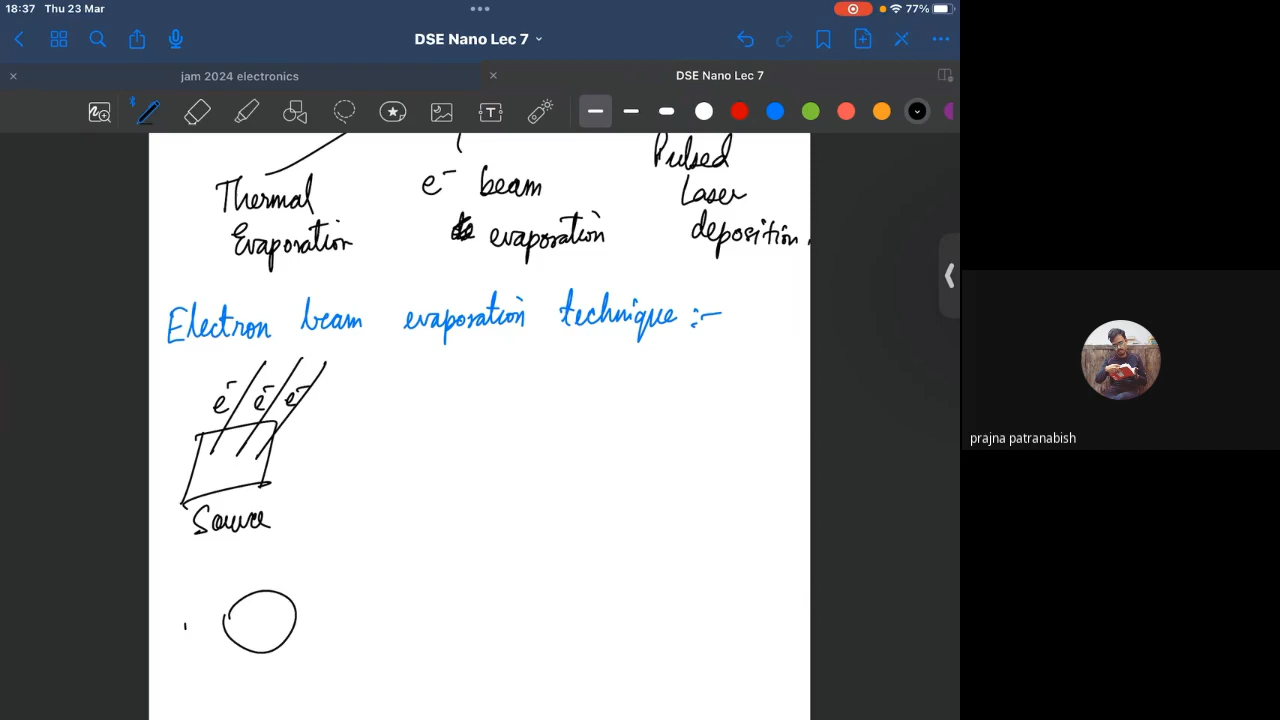 18:37 Thu 23 Mar
77%
DSE Nano Lec 7
jam 2024 electronics
DSE Nano Lec 7
Thermal
Evaporation
e⁻ beam
evaporation
Pulsed
Laser
deposition.
Electron beam evaporation technique :-
e⁻ e⁻ e⁻
Source
prajna patranabish